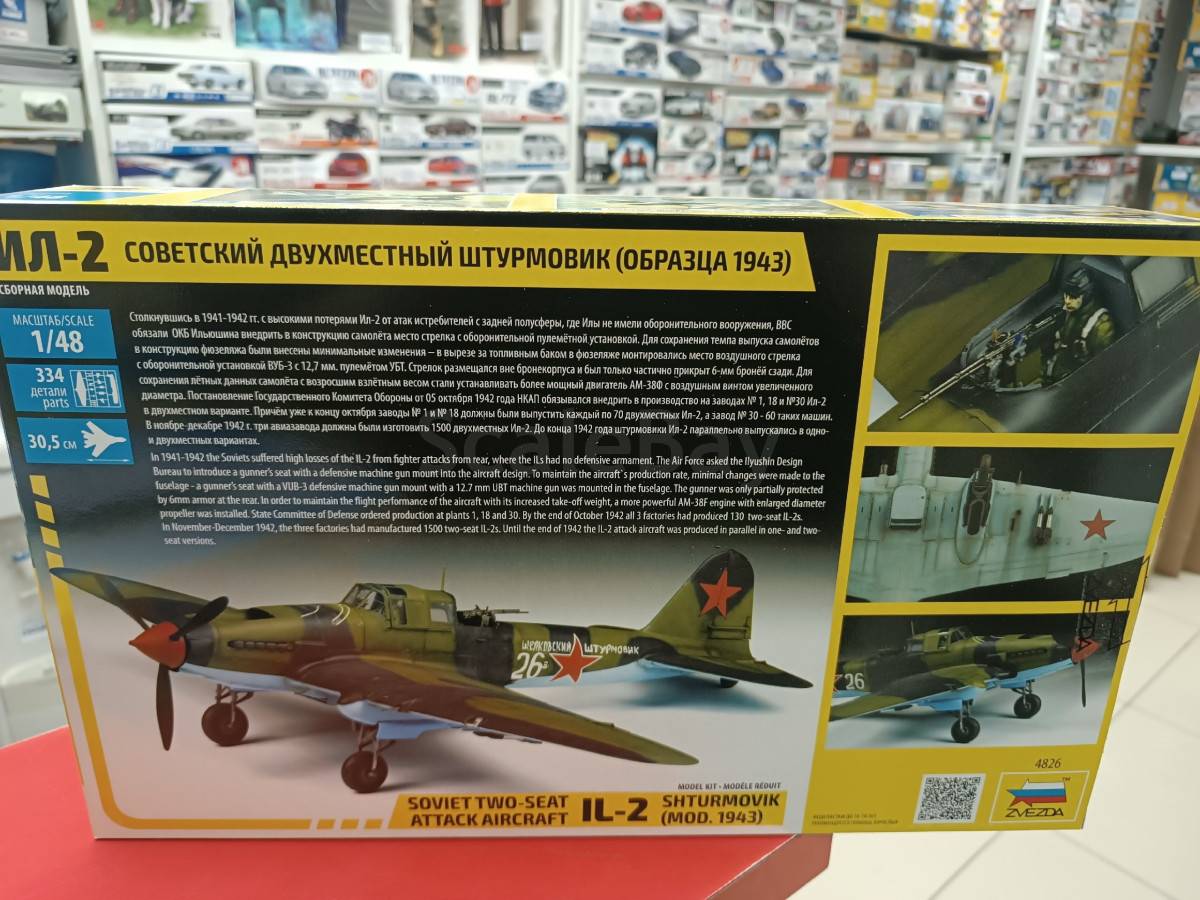 ИЛ-2 СОВЕТСКИЙ ДВУХМЕСТНЫЙ ШТУРМОВИК (ОБРАЗЦА 1943)
СБОРНАЯ МОДЕЛЬ
МАСШТАБ/SCALE
1/48
334
детали
parts
30,5 см
Столкнувшись в 1941-1942 гг. с высокими потерями Ил-2 от атак истребителей с задней полусферы, где Илы не имели оборонительного вооружения, ВВС
обязали ОКБ Ильюшина внедрить в конструкцию самолёта место стрелка с оборонительной пулемётной установкой. Для сохранения темпа выпуска самолётов
в конструкцию фюзеляжа были внесены минимальные изменения – в вырезе за топливным баком в фюзеляже монтировались место воздушного стрелка
с оборонительной установкой ВУБ-3 с 12,7 мм. пулемётом УБТ. Стрелок размещался вне бронекорпуса и был только частично прикрыт 6-мм бронёй сзади. Для
сохранения лётных данных самолёта с возросшим взлётным весом стали устанавливать более мощный двигатель АМ-38Ф с воздушным винтом увеличенного
диаметра. Постановление Государственного Комитета Обороны от 05 октября 1942 года НКАП обязывался внедрить в производство на заводах № 1, 18 и №30 Ил-2
в двухместном варианте. Причём уже к концу октября заводы № 1 и № 18 должны были выпустить каждый по 70 двухместных Ил-2, а завод № 30 - 60 таких машин.
В ноябре-декабре 1942 г. три авиазавода должны были изготовить 1500 двухместных Ил-2. До конца 1942 года штурмовики Ил-2 параллельно выпускались в одно-
и двухместных вариантах.
In 1941-1942 the Soviets suffered high losses of the IL-2 from fighter attacks from rear, where the ILs had no defensive armament. The Air Force asked the Ilyushin Design
Bureau to introduce a gunner's seat with a defensive machine gun mount into the aircraft design. To maintain the aircraft`s production rate, minimal changes were made to the
fuselage - a gunner's seat with a VUB-3 defensive machine gun mount with a 12.7 mm UBT machine gun was mounted in the fuselage. The gunner was only partially protected
by 6mm armor at the rear. In order to maintain the flight performance of the aircraft with its increased take-off weight, a more powerful AM-38F engine with enlarged diameter
propeller was installed. State Committee of Defense ordered production at plants 1, 18 and 30. By the end of October 1942 all 3 factories had produced 130 two-seat IL-2s.
In November-December 1942, the three factories had manufactured 1500 two-seat IL-2s. Until the end of 1942 the IL-2 attack aircraft was produced in parallel in one- and two-
seat versions.
ScaleBay
ЩЕЛКОВСКИЙ ШТУРМОВИК
26
26
MODEL KIT • MODÈLE RÉDUIT
SOVIET TWO-SEAT
ATTACK AIRCRAFT
IL-2
SHTURMOVIK
(MOD. 1943)
4826
ZVEZDA